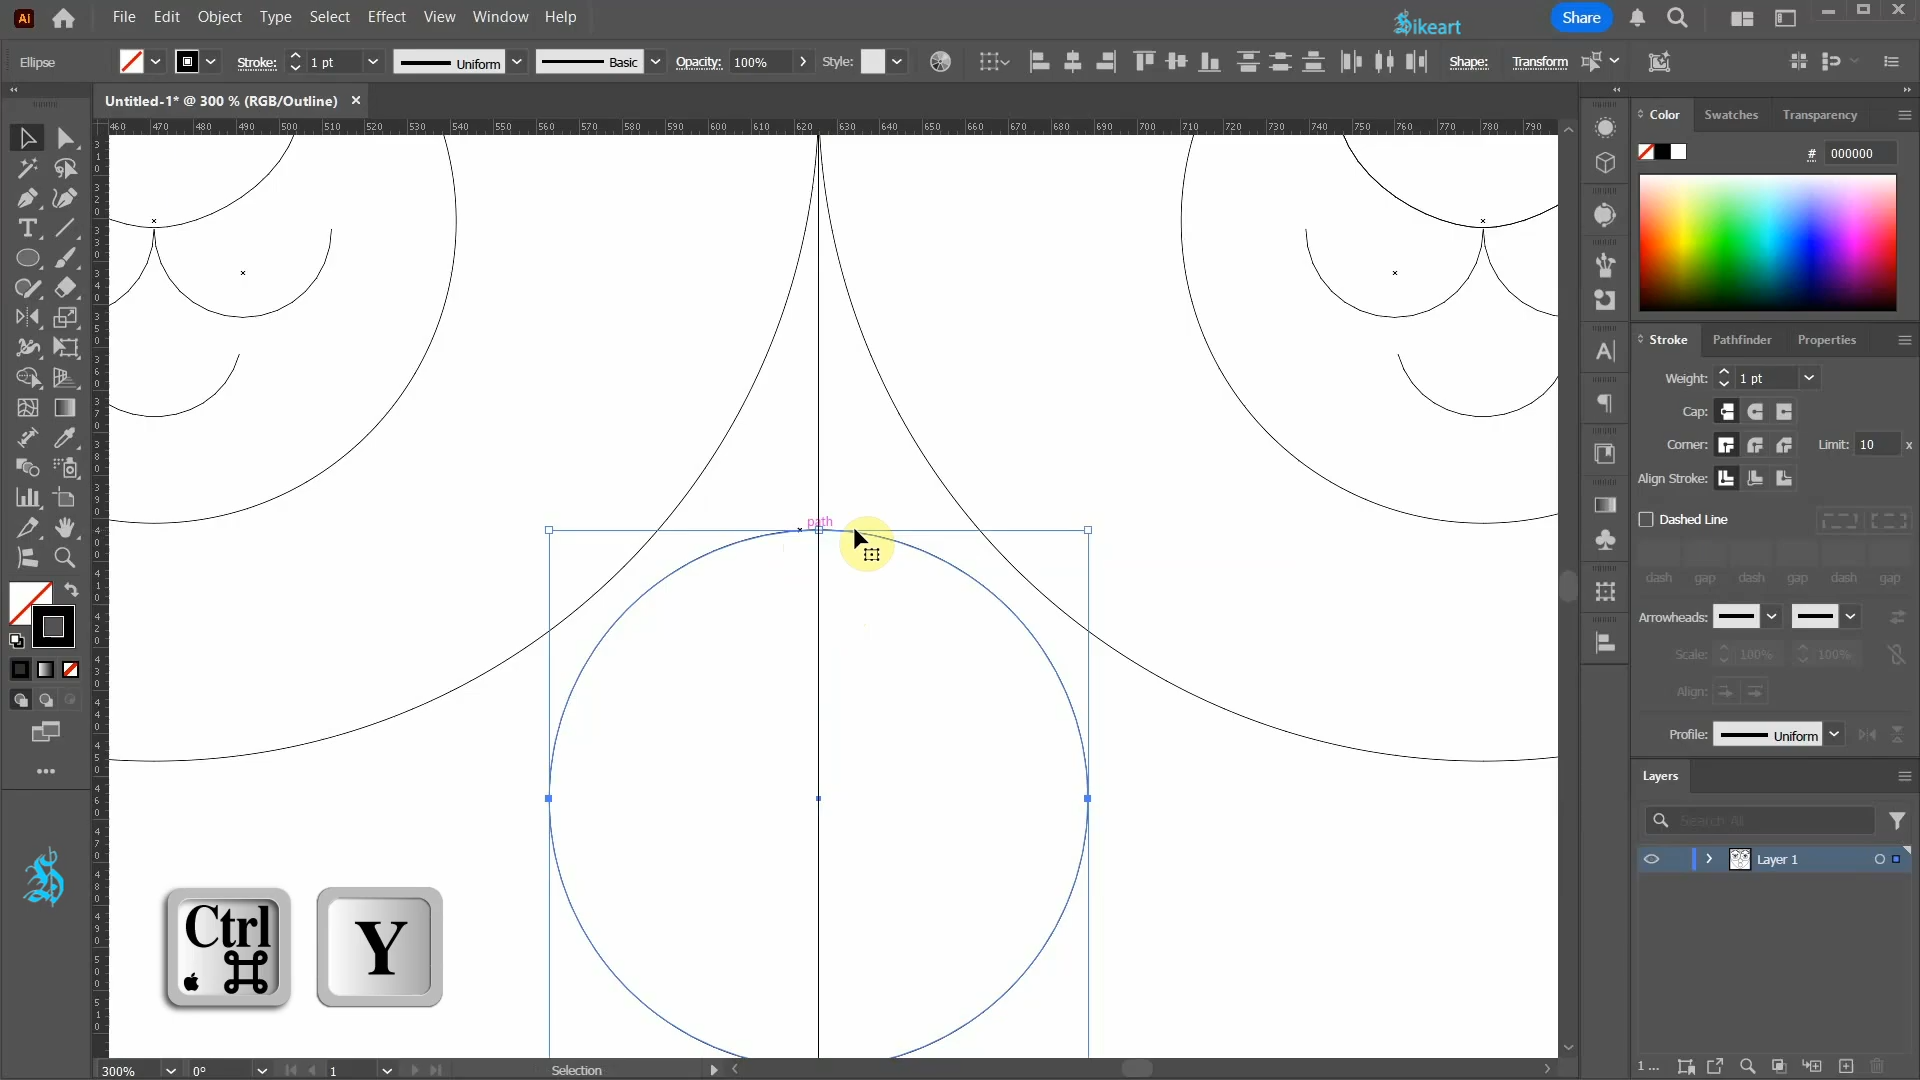 Ai File Edit Object Type Select Effect View Window Help Sikeart Share
Ellipse Stroke: 1 pt Uniform Basic Opacity: 100% Style: Shape: Transform
Untitled-1* @ 300 % (RGB/Outline) ×
460 470 480 490 500 510 520 530 540 550 560 570 580 590 600 610 620 630 640 650 660 670 680 690 700 710 720 730 740 750 760 770 780 790
Color Swatches Transparency
# 000000
path
Stroke Pathfinder Properties
Weight: 1 pt
Cap:
Corner: Limit: 10 x
Align Stroke:
Dashed Line
dash gap dash gap dash gap
Arrowheads:
Scale: 100% 100%
Align:
Profile: Uniform
Layers
Search All
Layer 1
Ctrl Y
300% 0° 1 Selection 1 ...